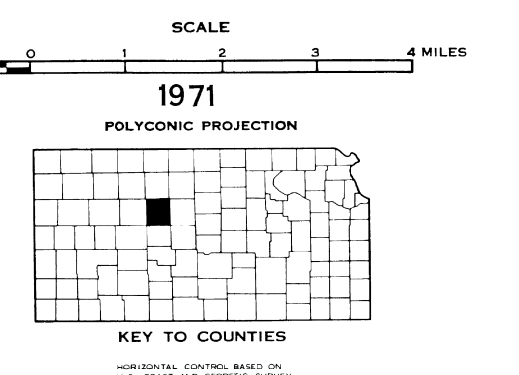 SCALE
0 1 2 3 4 MILES
1971
POLYCONIC PROJECTION
KEY TO COUNTIES
HORIZONTAL CONTROL BASED ON